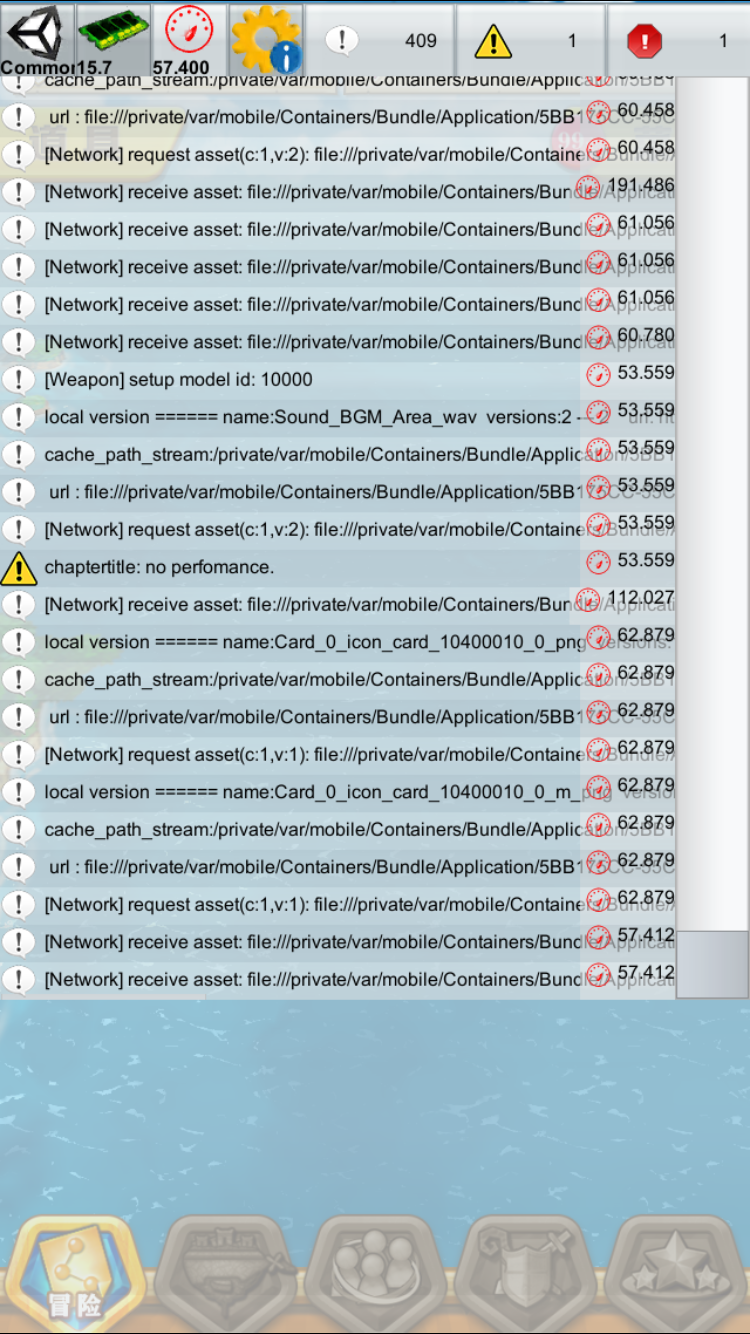 Common 15.7 57.400 409 1 1
cache_path_stream:/private/var/mobile/Containers/Bundle/Applic
url : file:///private/var/mobile/Containers/Bundle/Application/5BB1 60.458
[Network] request asset(c:1,v:2): file:///private/var/mobile/Containe 60.458
[Network] receive asset: file:///private/var/mobile/Containers/Bun 191.486
[Network] receive asset: file:///private/var/mobile/Containers/Bund 61.056
[Network] receive asset: file:///private/var/mobile/Containers/Bund 61.056
[Network] receive asset: file:///private/var/mobile/Containers/Bund 61.056
[Network] receive asset: file:///private/var/mobile/Containers/Bund 60.780
[Weapon] setup model id: 10000 53.559
local version ====== name:Sound_BGM_Area_wav versions:2 - 53.559
cache_path_stream:/private/var/mobile/Containers/Bundle/Applic 53.559
url : file:///private/var/mobile/Containers/Bundle/Application/5BB1 53.559
[Network] request asset(c:1,v:2): file:///private/var/mobile/Containe 53.559
chaptertitle: no perfomance. 53.559
[Network] receive asset: file:///private/var/mobile/Containers/Bun 112.027
local version ====== name:Card_0_icon_card_10400010_0_png 62.879
cache_path_stream:/private/var/mobile/Containers/Bundle/Applic 62.879
url : file:///private/var/mobile/Containers/Bundle/Application/5BB1 62.879
[Network] request asset(c:1,v:1): file:///private/var/mobile/Containe 62.879
local version ====== name:Card_0_icon_card_10400010_0_m_png 62.879
cache_path_stream:/private/var/mobile/Containers/Bundle/Applic 62.879
url : file:///private/var/mobile/Containers/Bundle/Application/5BB1 62.879
[Network] request asset(c:1,v:1): file:///private/var/mobile/Containe 62.879
[Network] receive asset: file:///private/var/mobile/Containers/Bund 57.412
[Network] receive asset: file:///private/var/mobile/Containers/Bund 57.412
冒险